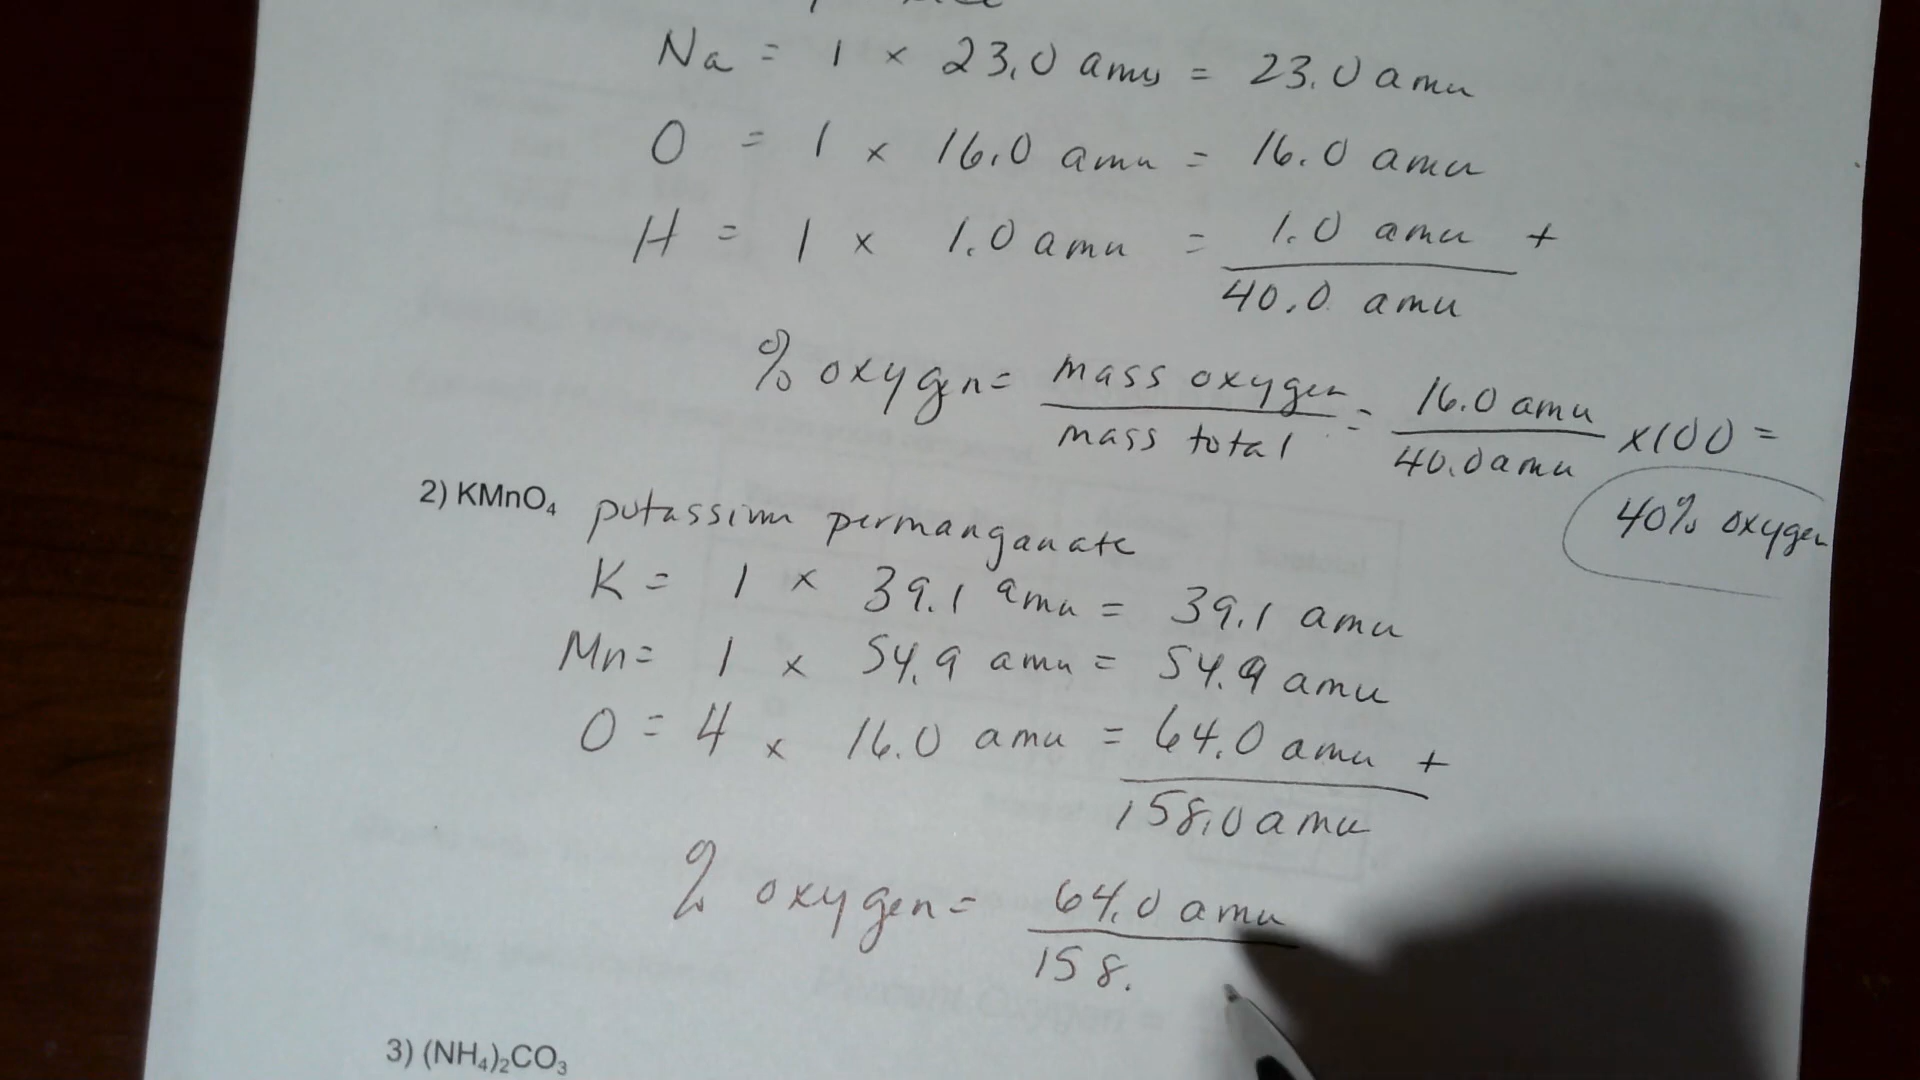 Na = 1 × 23.0 amu = 23.0 amu
O = 1 × 16.0 amu = 16.0 amu
H = 1 × 1.0 amu = 1.0 amu +
40.0 amu
% oxygen = mass oxygen / mass total = 16.0 amu / 40.0 amu ×100 =
40% oxygen
2) KMnO₄ potassium permanganate
K = 1 × 39.1 amu = 39.1 amu
Mn = 1 × 54.9 amu = 54.9 amu
O = 4 × 16.0 amu = 64.0 amu +
158.0 amu
% oxygen = 64.0 amu / 158.
3) (NH₄)₂CO₃